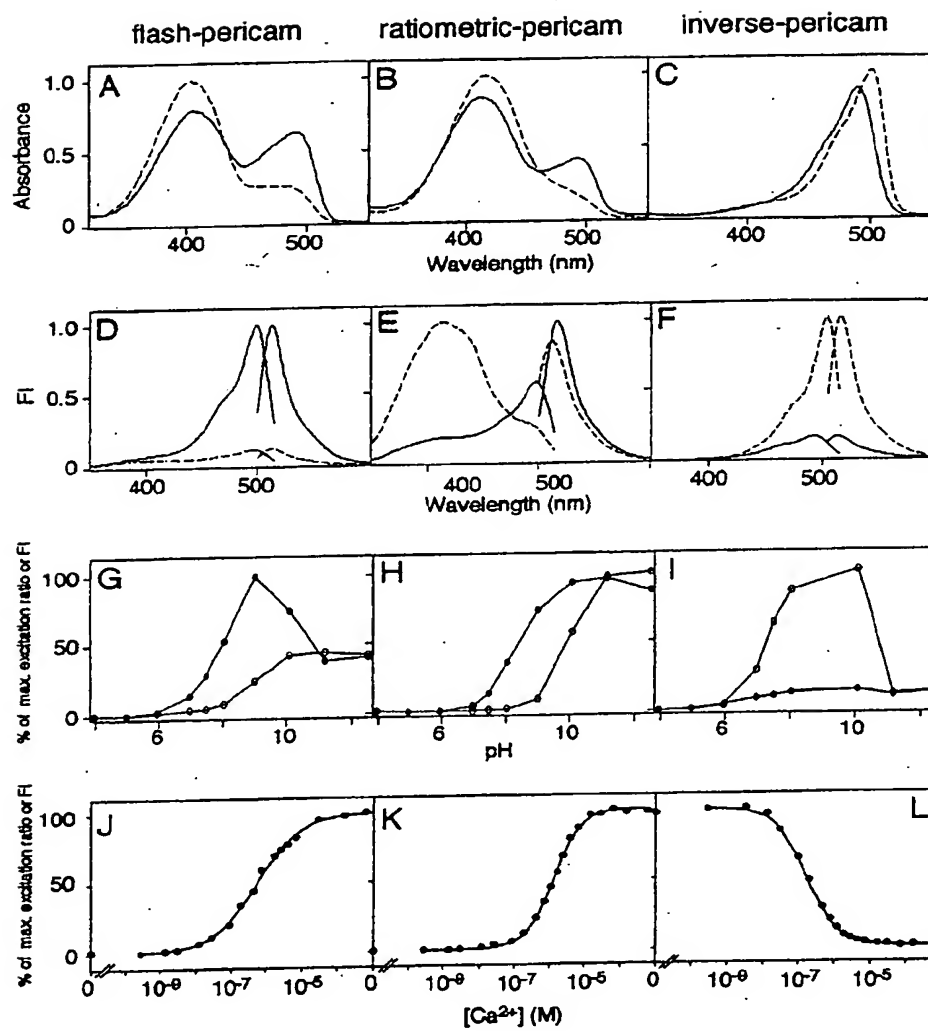 flash-pericam ratiometric-pericam inverse-pericam
A B C
Absorbance
1.0
0.5
0
400 500 400 500 400 500
Wavelength (nm)
D E F
FI
1.0
0.5
0
400 500 400 500 400 500
Wavelength (nm)
G H I
% of max. excitation ratio or FI
100
50
0
6 10 6 10 6 10
pH
J K L
% of max. excitation ratio or FI
100
50
0
0 10⁻⁹ 10⁻⁷ 10⁻⁵ 0 10⁻⁹ 10⁻⁷ 10⁻⁵ 0 10⁻⁹ 10⁻⁷ 10⁻⁵
[Ca²⁺] (M)